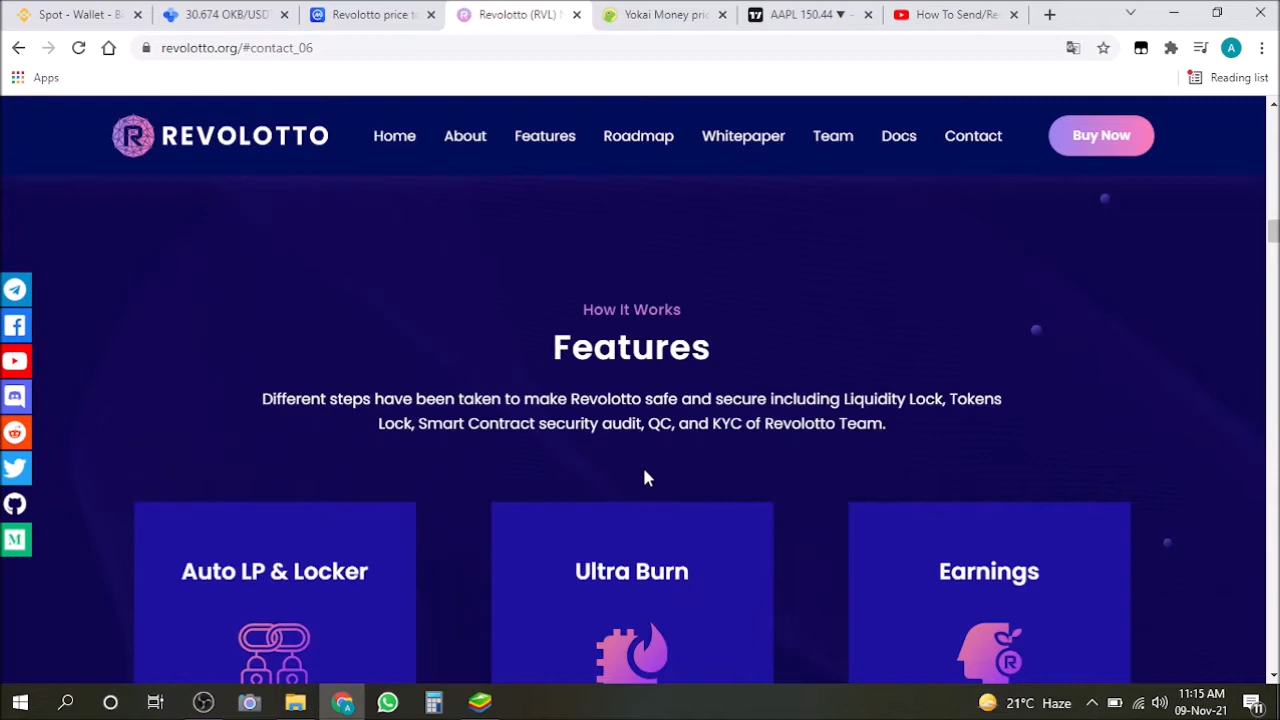 Spot - Wallet - Bi
30.674 OKB/USDT
Revolotto price to
Revolotto (RVL)
Yokai Money pric
AAPL 150.44 ▼ -
How To Send/Re
revolotto.org/#contact_06
A
Apps
Reading list
REVOLOTTO
Home
About
Features
Roadmap
Whitepaper
Team
Docs
Contact
Buy Now
How It Works
Features
Different steps have been taken to make Revolotto safe and secure including Liquidity Lock, Tokens
Lock, Smart Contract security audit, QC, and KYC of Revolotto Team.
Auto LP & Locker
Ultra Burn
Earnings
21°C Haze
11:15 AM
09-Nov-21